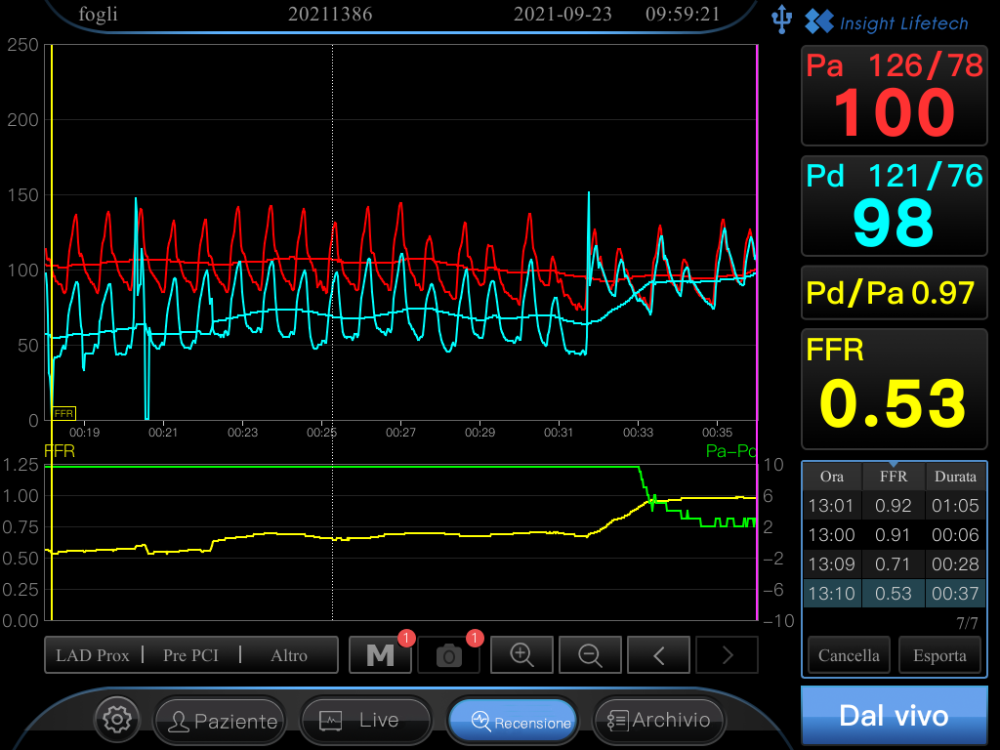 fogli 20211386 2021-09-23 09:59:21 Insight Lifetech
250
200
150
100
50
0
FFR
00:19 00:21 00:23 00:25 00:27 00:29 00:31 00:33 00:35
FFR Pa-Pd
1.25 10
1.00 6
0.75 2
0.50 -2
0.25 -6
0.00 -10
Pa 126/78
100
Pd 121/76
98
Pd/Pa 0.97
FFR
0.53
Ora FFR Durata
13:01 0.92 01:05
13:00 0.91 00:06
13:09 0.71 00:28
13:10 0.53 00:37
7/7
Cancella Esporta
LAD Prox Pre PCI Altro M 1 1
Paziente Live Recensione Archivio
Dal vivo